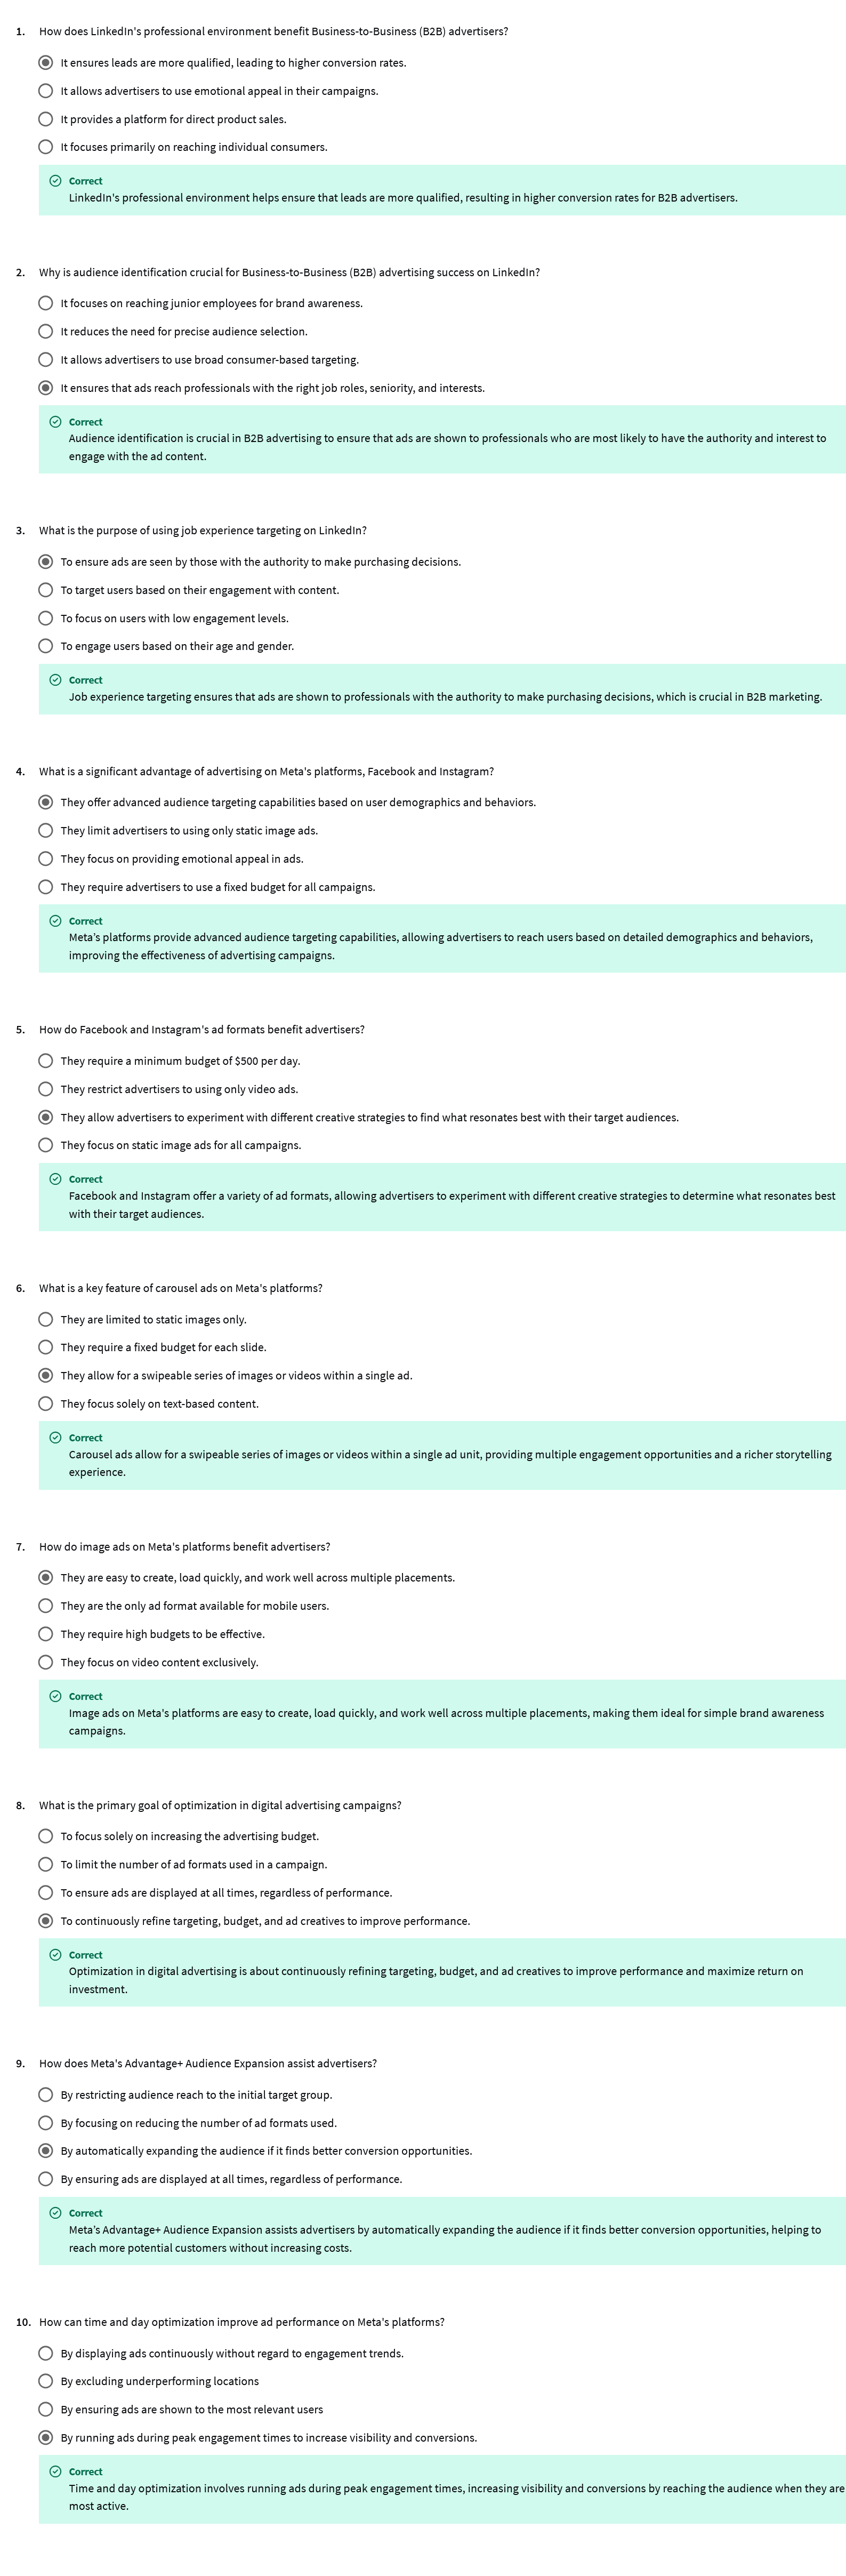 1. How does LinkedIn's professional environment benefit Business-to-Business (B2B) advertisers?
It ensures leads are more qualified, leading to higher conversion rates.
It allows advertisers to use emotional appeal in their campaigns.
It provides a platform for direct product sales.
It focuses primarily on reaching individual consumers.
Correct
LinkedIn's professional environment helps ensure that leads are more qualified, resulting in higher conversion rates for B2B advertisers.
2. Why is audience identification crucial for Business-to-Business (B2B) advertising success on LinkedIn?
It focuses on reaching junior employees for brand awareness.
It reduces the need for precise audience selection.
It allows advertisers to use broad consumer-based targeting.
It ensures that ads reach professionals with the right job roles, seniority, and interests.
Correct
Audience identification is crucial in B2B advertising to ensure that ads are shown to professionals who are most likely to have the authority and interest to
engage with the ad content.
3. What is the purpose of using job experience targeting on LinkedIn?
To ensure ads are seen by those with the authority to make purchasing decisions.
To target users based on their engagement with content.
To focus on users with low engagement levels.
To engage users based on their age and gender.
Correct
Job experience targeting ensures that ads are shown to professionals with the authority to make purchasing decisions, which is crucial in B2B marketing.
4. What is a significant advantage of advertising on Meta's platforms, Facebook and Instagram?
They offer advanced audience targeting capabilities based on user demographics and behaviors.
They limit advertisers to using only static image ads.
They focus on providing emotional appeal in ads.
They require advertisers to use a fixed budget for all campaigns.
Correct
Meta's platforms provide advanced audience targeting capabilities, allowing advertisers to reach users based on detailed demographics and behaviors,
improving the effectiveness of advertising campaigns.
5. How do Facebook and Instagram's ad formats benefit advertisers?
They require a minimum budget of $500 per day.
They restrict advertisers to using only video ads.
They allow advertisers to experiment with different creative strategies to find what resonates best with their target audiences.
They focus on static image ads for all campaigns.
Correct
Facebook and Instagram offer a variety of ad formats, allowing advertisers to experiment with different creative strategies to determine what resonates best
with their target audiences.
6. What is a key feature of carousel ads on Meta's platforms?
They are limited to static images only.
They require a fixed budget for each slide.
They allow for a swipeable series of images or videos within a single ad.
They focus solely on text-based content.
Correct
Carousel ads allow for a swipeable series of images or videos within a single ad unit, providing multiple engagement opportunities and a richer storytelling
experience.
7. How do image ads on Meta's platforms benefit advertisers?
They are easy to create, load quickly, and work well across multiple placements.
They are the only ad format available for mobile users.
They require high budgets to be effective.
They focus on video content exclusively.
Correct
Image ads on Meta's platforms are easy to create, load quickly, and work well across multiple placements, making them ideal for simple brand awareness
campaigns.
8. What is the primary goal of optimization in digital advertising campaigns?
To focus solely on increasing the advertising budget.
To limit the number of ad formats used in a campaign.
To ensure ads are displayed at all times, regardless of performance.
To continuously refine targeting, budget, and ad creatives to improve performance.
Correct
Optimization in digital advertising is about continuously refining targeting, budget, and ad creatives to improve performance and maximize return on
investment.
9. How does Meta's Advantage+ Audience Expansion assist advertisers?
By restricting audience reach to the initial target group.
By focusing on reducing the number of ad formats used.
By automatically expanding the audience if it finds better conversion opportunities.
By ensuring ads are displayed at all times, regardless of performance.
Correct
Meta's Advantage+ Audience Expansion assists advertisers by automatically expanding the audience if it finds better conversion opportunities, helping to
reach more potential customers without increasing costs.
10. How can time and day optimization improve ad performance on Meta's platforms?
By displaying ads continuously without regard to engagement trends.
By excluding underperforming locations
By ensuring ads are shown to the most relevant users
By running ads during peak engagement times to increase visibility and conversions.
Correct
Time and day optimization involves running ads during peak engagement times, increasing visibility and conversions by reaching the audience when they are
most active.